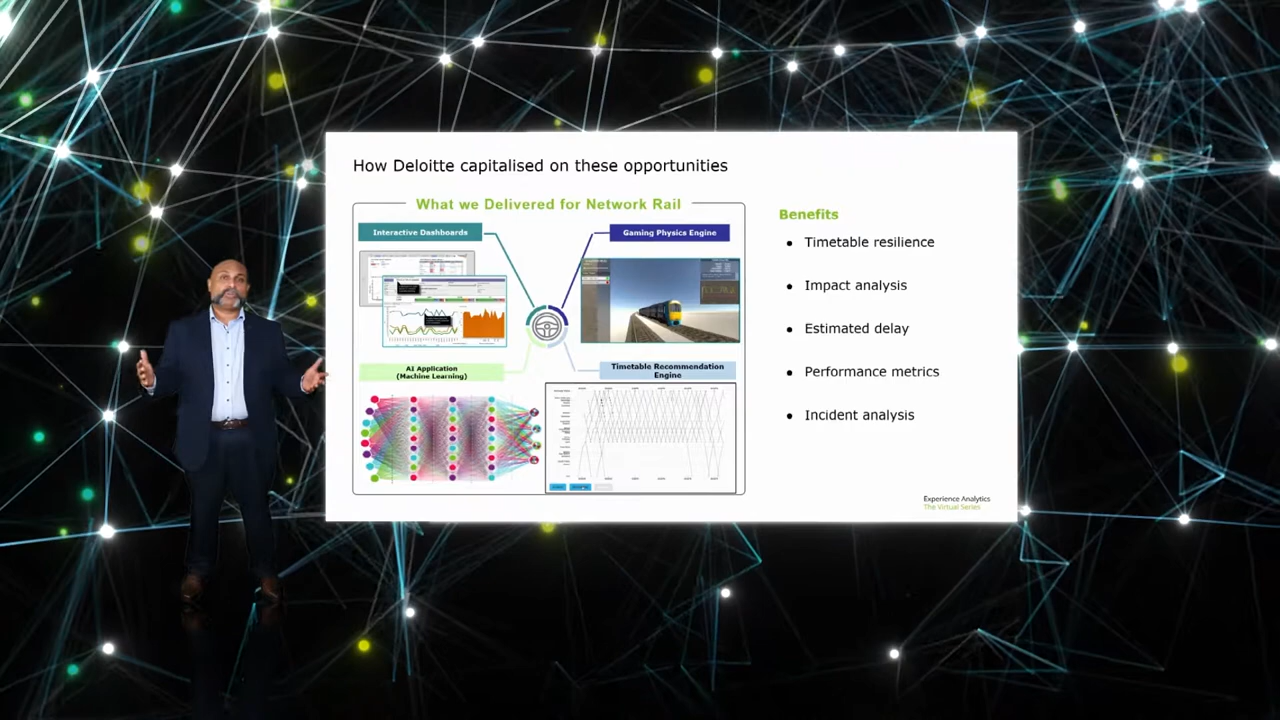 How Deloitte capitalised on these opportunities
What we Delivered for Network Rail
Interactive Dashboards
Gaming Physics Engine
AI Application
(Machine Learning)
Timetable Recommendation
Engine
Benefits
• Timetable resilience
• Impact analysis
• Estimated delay
• Performance metrics
• Incident analysis
Experience Analytics
The Virtual Series